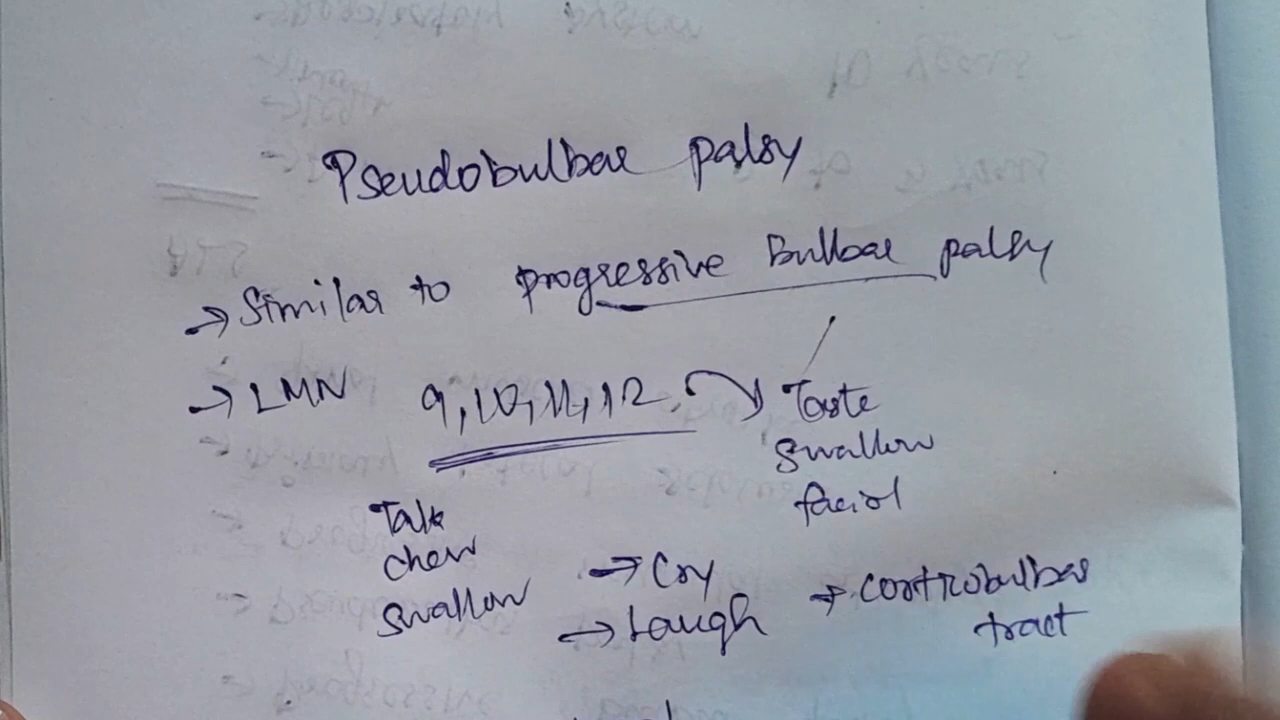 Pseudobulbar palsy
→ Similar to progressive Bulbar palsy
→ LMN 9,10,11,12 → Taste
swallow
facial
Talk
chew
swallow
→ Cry
→ Laugh
→ corticobulbar
tract